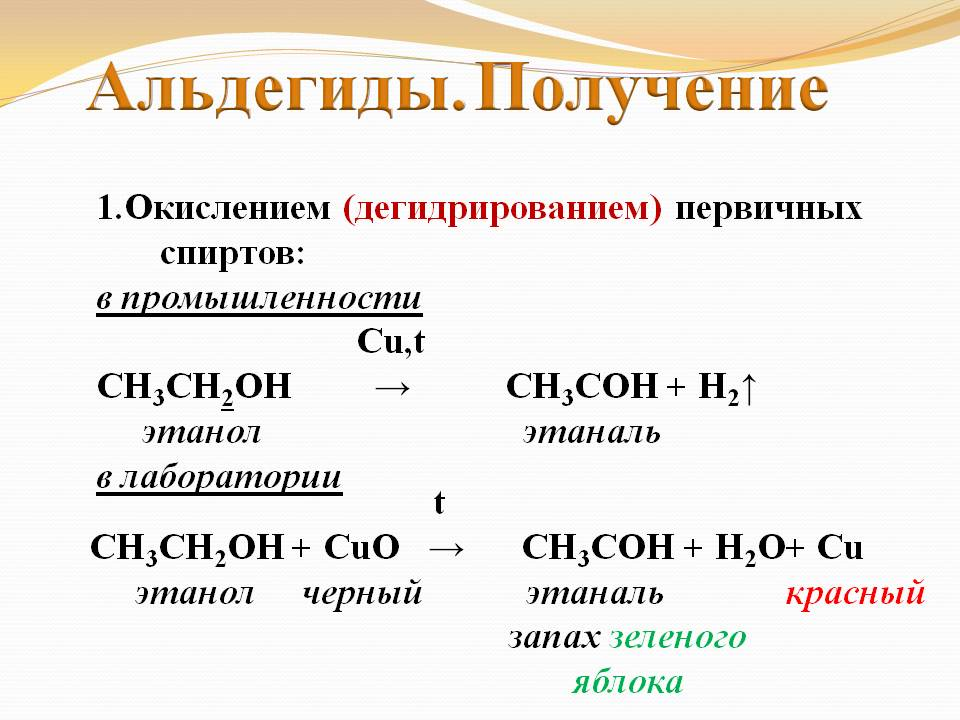 Альдегиды. Получение
1.Окислением (дегидрированием) первичных
спиртов:
в промышленности
Cu,t
CH₃CH₂OH → CH₃COH + H₂↑
этанол этаналь
в лаборатории
t
CH₃CH₂OH + CuO → CH₃COH + H₂O+ Cu
этанол черный этаналь красный
запах зеленого
яблока